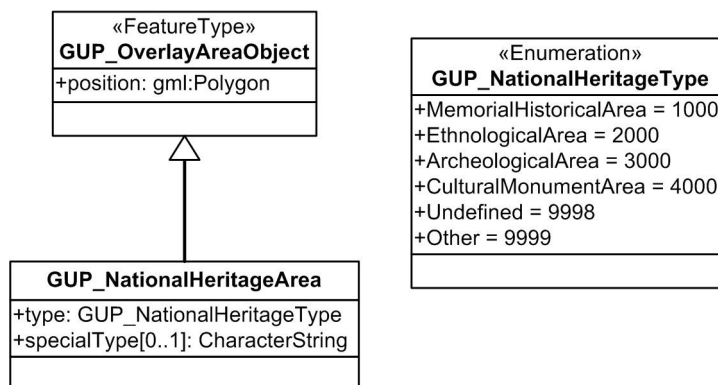 «FeatureType»
GUP_OverlayAreaObject
+position: gml:Polygon
GUP_NationalHeritageArea
+type: GUP_NationalHeritageType
+specialType[0..1]: CharacterString
«Enumeration»
GUP_NationalHeritageType
+MemorialHistoricalArea = 1000
+EthnologicalArea = 2000
+ArcheologicalArea = 3000
+CulturalMonumentArea = 4000
+Undefined = 9998
+Other = 9999